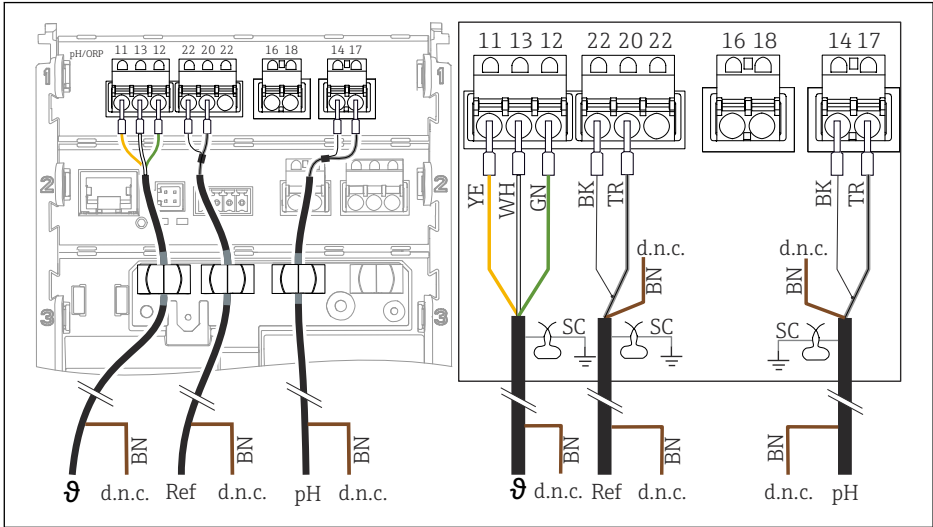 pH/ORP 11 13 12 22 20 22 16 18 14 17
1 1
2 2
3 3
BN BN BN
ϑ d.n.c. Ref d.n.c. pH d.n.c.
11 13 12 22 20 22 16 18 14 17
YE WH GN BK TR BK TR
d.n.c. d.n.c.
BN BN
SC SC SC
BN BN BN
ϑ d.n.c. Ref d.n.c. d.n.c. pH